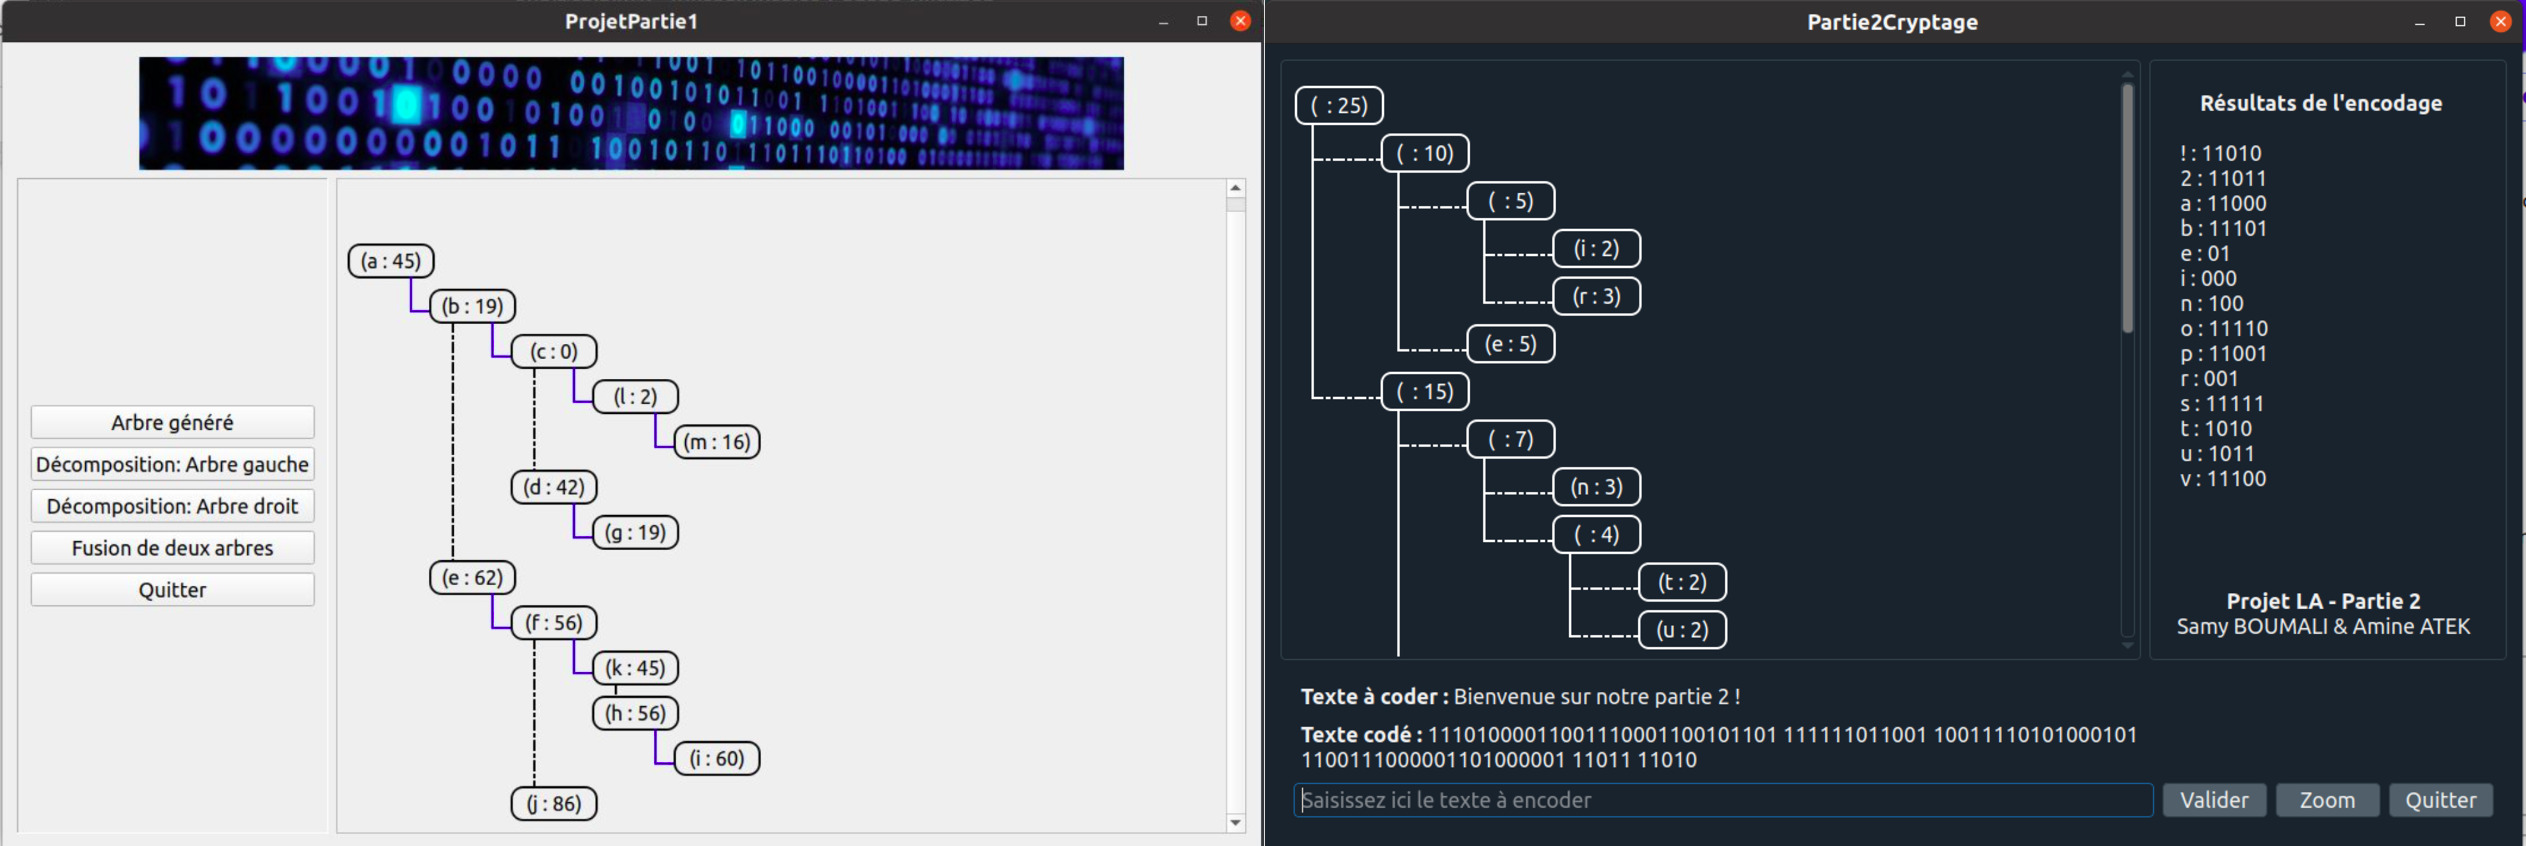 ProjetPartie1
Arbre généré
Décomposition: Arbre gauche
Décomposition: Arbre droit
Fusion de deux arbres
Quitter
(a : 45)
(b : 19)
(c : 0)
(l : 2)
(m : 16)
(d : 42)
(g : 19)
(e : 62)
(f : 56)
(k : 45)
(h : 56)
(i : 60)
(j : 86)
Partie2Cryptage
( : 25)
( : 10)
( : 5)
(i : 2)
(r : 3)
(e : 5)
( : 15)
( : 7)
(n : 3)
( : 4)
(t : 2)
(u : 2)
Résultats de l'encodage
! : 11010
2 : 11011
a : 11000
b : 11101
e : 01
i : 000
n : 100
o : 11110
p : 11001
r : 001
s : 11111
t : 1010
u : 1011
v : 11100
Projet LA - Partie 2
Samy BOUMALI & Amine ATEK
Texte à coder : Bienvenue sur notre partie 2 !
Texte codé : 1110100001100111000110010110​1 111111011001 10011110101000101
1100111000001101000001 11011 11010
Saisissez ici le texte à encoder
Valider
Zoom
Quitter